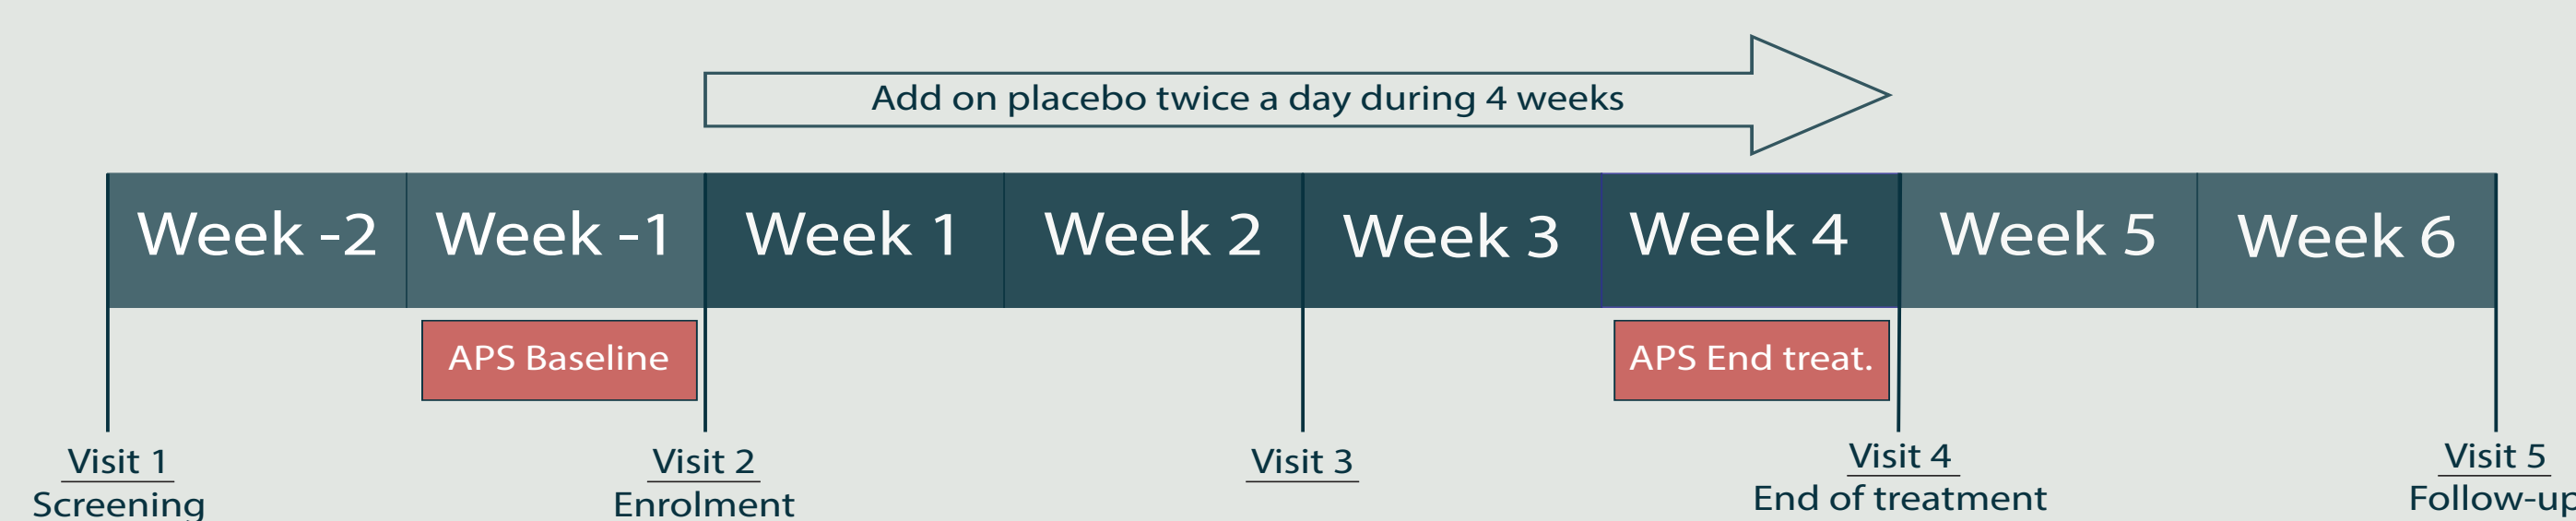 Add on placebo twice a day during 4 weeks
Week -2 Week -1 Week 1 Week 2 Week 3 Week 4 Week 5 Week 6
APS Baseline APS End treat.
Visit 1 Visit 2 Visit 3 Visit 4 Visit 5
Screening Enrolment End of treatment Follow-up